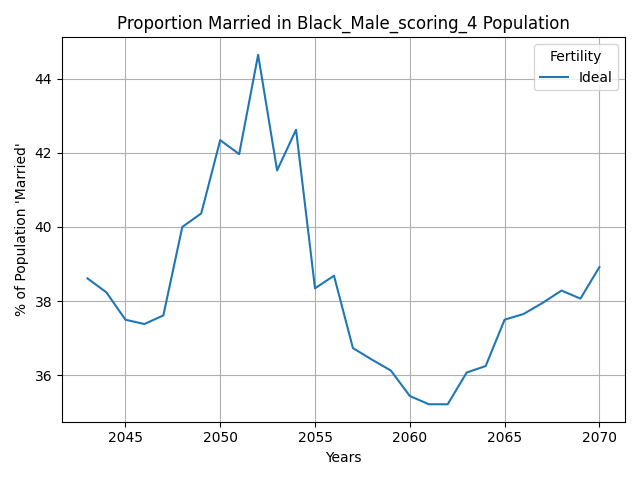 Proportion Married in Black_Male_scoring_4 Population
Fertility
Ideal
% of Population 'Married'
44
42
40
38
36
2045 2050 2055 2060 2065 2070
Years